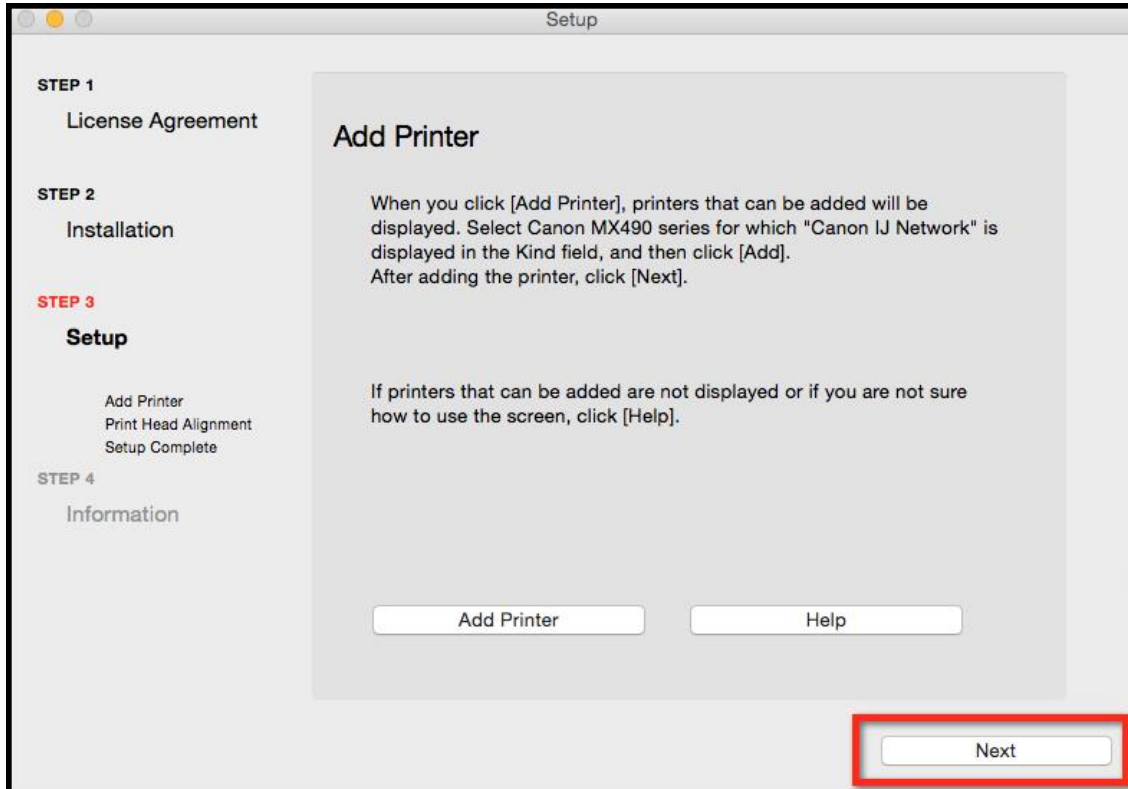 Setup
STEP 1
License Agreement
STEP 2
Installation
STEP 3
Setup
Add Printer
Print Head Alignment
Setup Complete
STEP 4
Information
Add Printer
When you click [Add Printer], printers that can be added will be
displayed. Select Canon MX490 series for which "Canon IJ Network" is
displayed in the Kind field, and then click [Add].
After adding the printer, click [Next].
If printers that can be added are not displayed or if you are not sure
how to use the screen, click [Help].
Add Printer
Help
Next